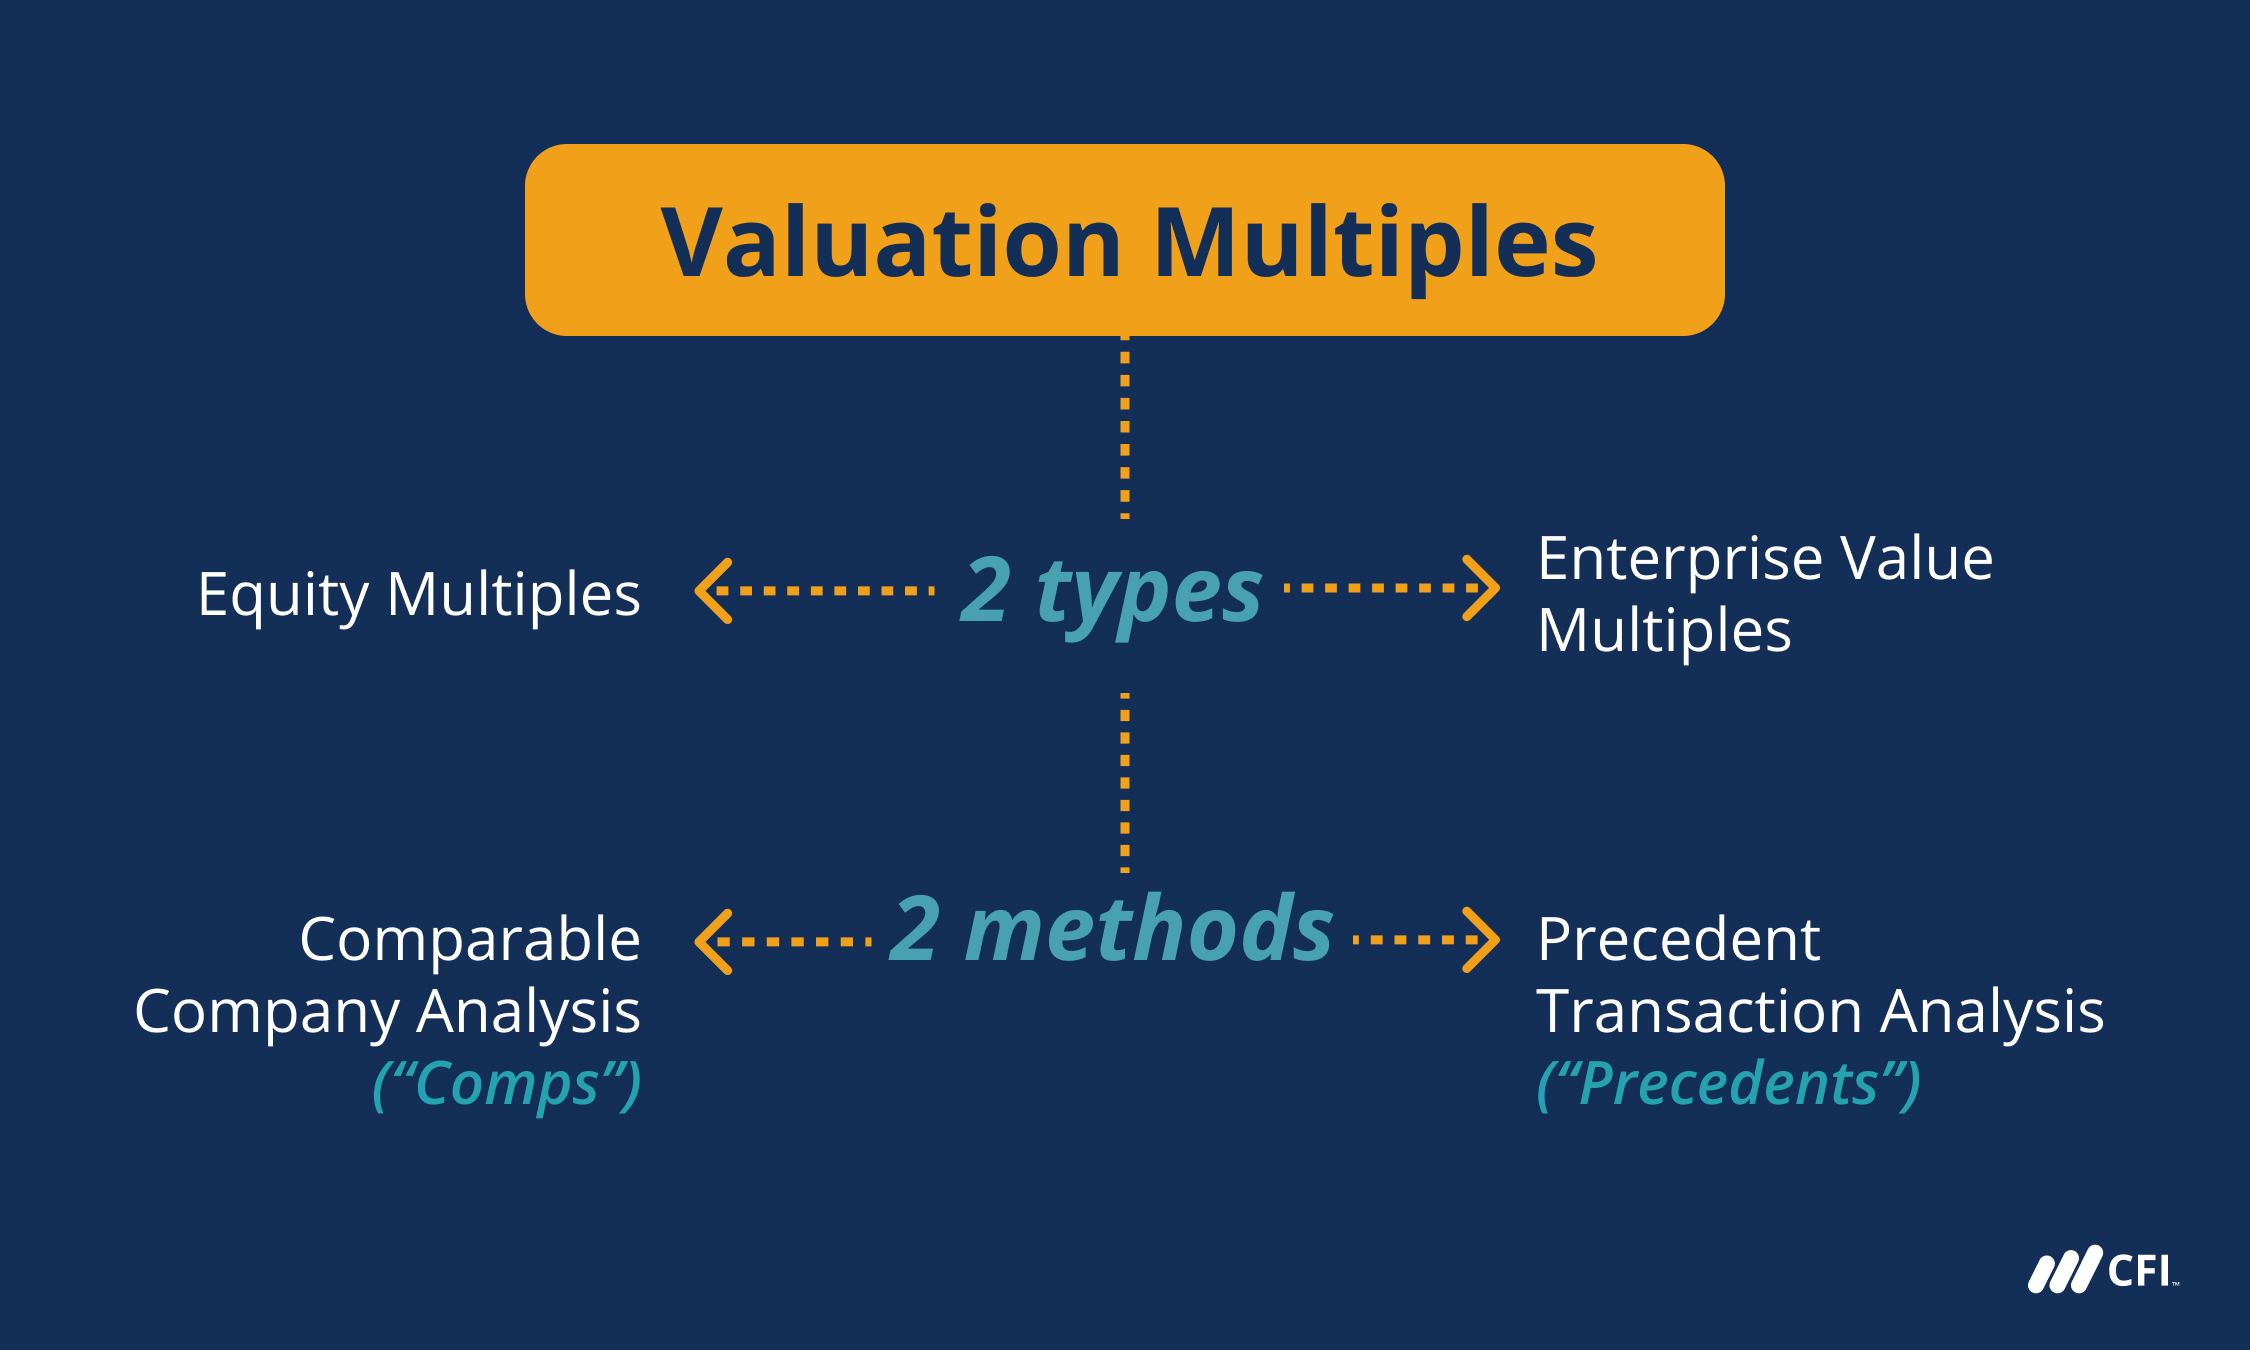 Valuation Multiples
Equity Multiples
2 types
Enterprise Value
Multiples
Comparable
Company Analysis
(“Comps”)
2 methods
Precedent
Transaction Analysis
(“Precedents”)
CFI™